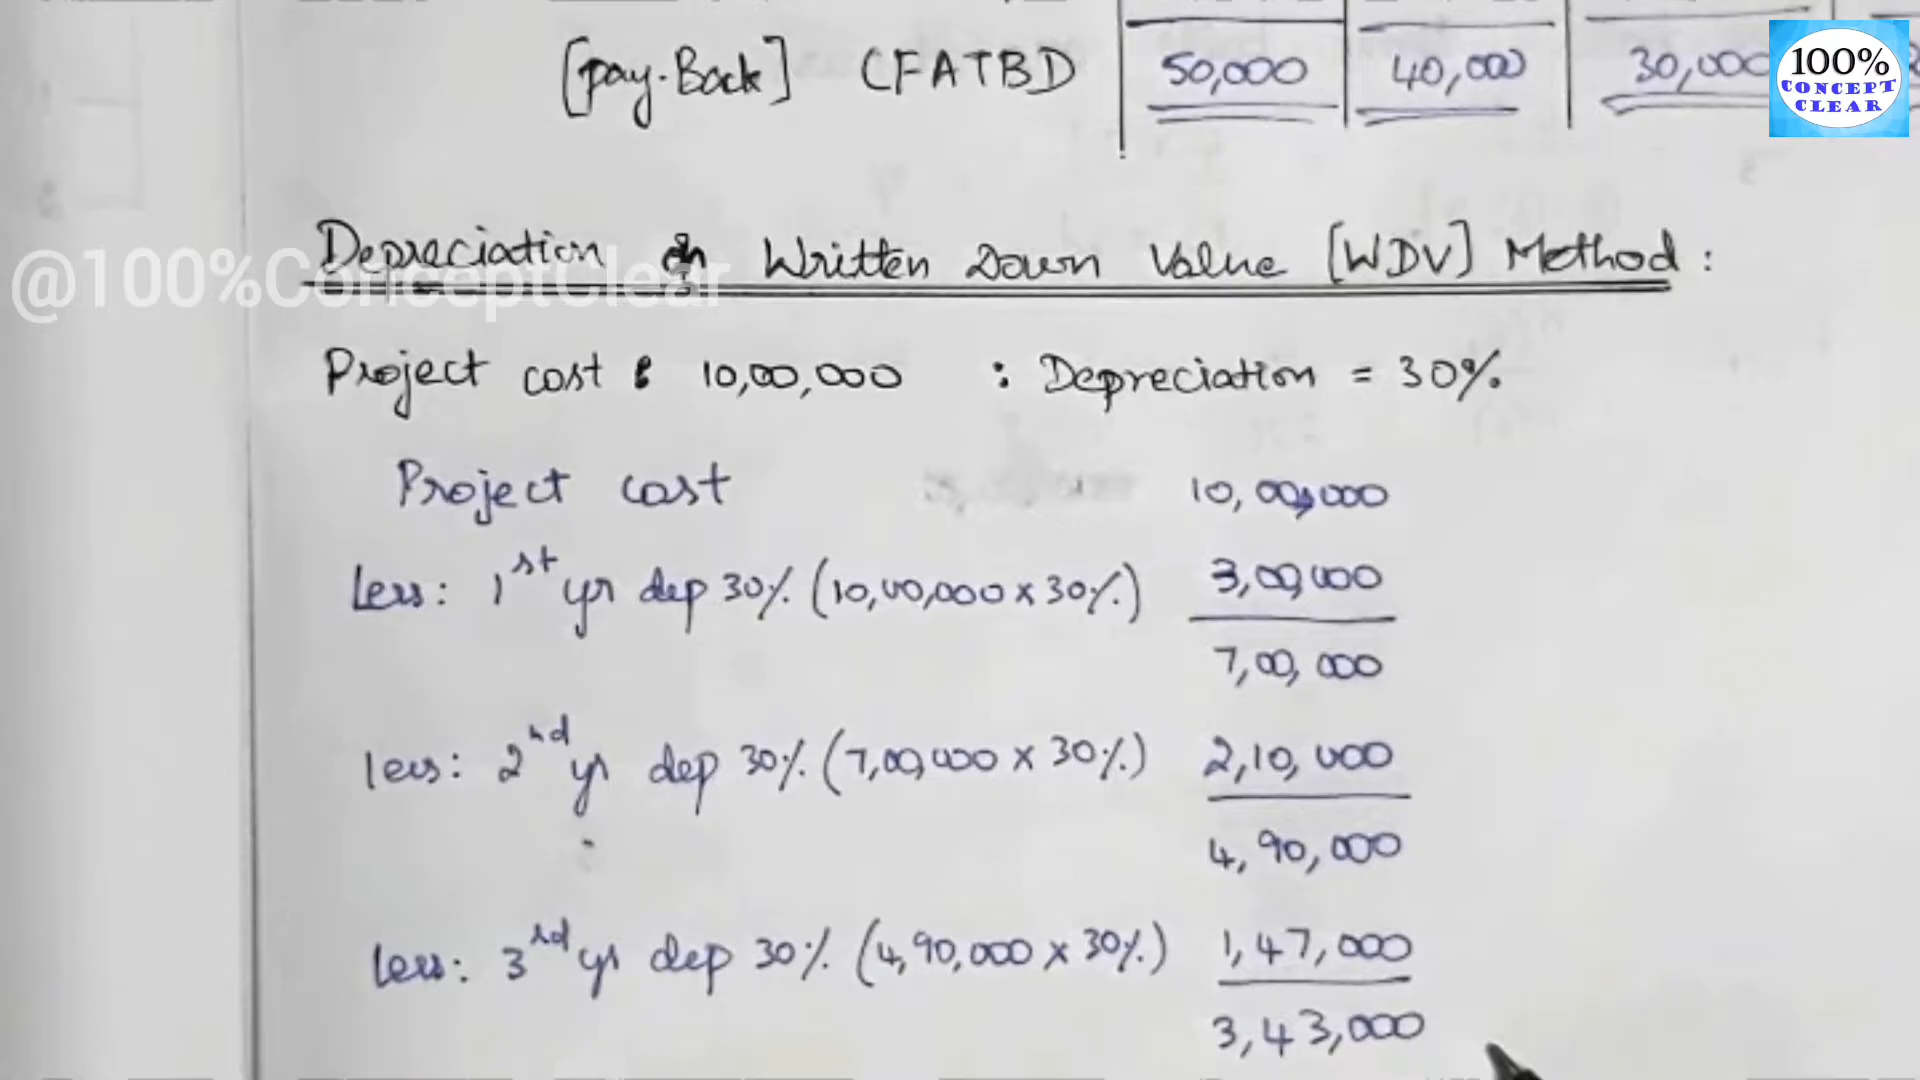 [pay-Back] CFATBD 50,000 40,000 30,000
100%
CONCEPT
CLEAR
Depreciation on Written Down Value [WDV] Method :
@100%ConceptClear
Project cost : 10,00,000 : Depreciation = 30%
Project cost 10,00,000
Less: 1st yr dep 30% (10,00,000 x 30%) 3,00,000
7,00,000
less: 2nd yr dep 30% (7,00,000 x 30%) 2,10,000
4,90,000
less: 3rd yr dep 30% (4,90,000 x 30%) 1,47,000
3,43,000